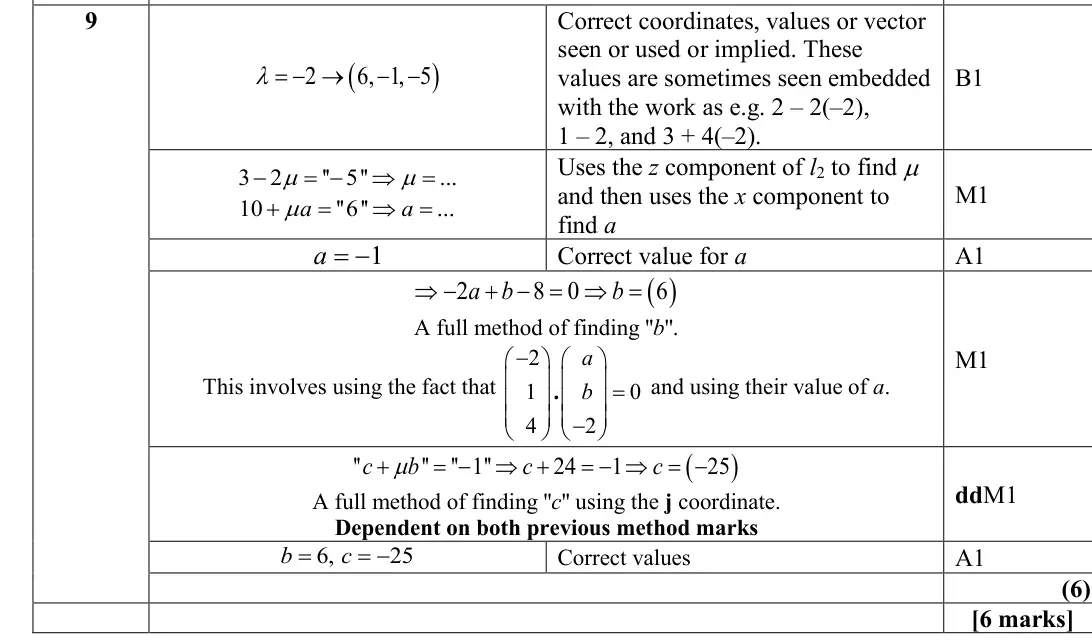 9
λ = −2 → (6, −1, −5)
Correct coordinates, values or vector
seen or used or implied. These
values are sometimes seen embedded
with the work as e.g. 2 – 2(–2),
1 – 2, and 3 + 4(–2).
B1
3 − 2μ = "− 5" ⇒ μ = ...
10 + μa = "6" ⇒ a = ...
Uses the z component of l₂ to find μ
and then uses the x component to
find a
M1
a = −1
Correct value for a
A1
⇒ −2a + b − 8 = 0 ⇒ b = (6)
A full method of finding "b".
This involves using the fact that (−2 1 4) . (a b −2) = 0 and using their value of a.
M1
"c + μb" = "−1" ⇒ c + 24 = −1 ⇒ c = (−25)
A full method of finding "c" using the j coordinate.
Dependent on both previous method marks
ddM1
b = 6, c = −25
Correct values
A1
(6)
[6 marks]